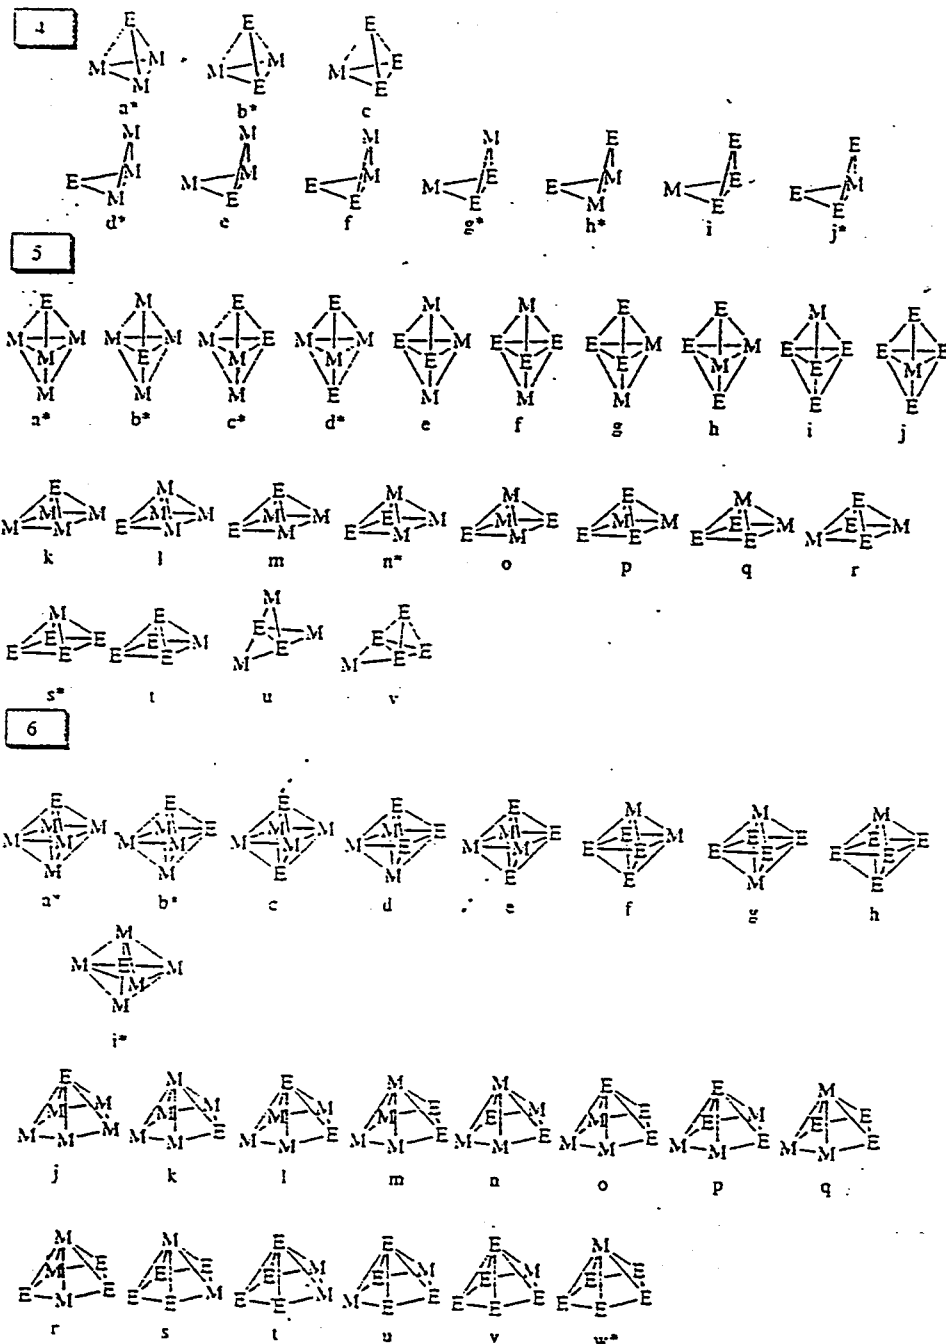 4
E E E
M M M M M E
M E E
a* b* c
M M M M E E E
E M M M E M M E E M M E E M
M E E E M E E
d* e f g* h* i j*
5
E M E E M M E E M E
M M M M M E M M E M E E E M E M E E E E
M E M M E E E M E M
M M M E M M M E E E
a* b* c* d* e f g h i j
E M E M M E M E
M M M E M M E E
M M E M E M E M E E E M E M M M
M M M M M E E E
k l m n* o p q r
M E M E
E E E E
E E E M M M M E
E E E E
s* t u v
6
E E E E E M M M
M M M M M E E E
M M M E M M M E M E E M E E E E
M M M E M E E E
M M E M E E M E
a* b* c d e f g h
M
M E M
M
M
i*
E M E M M E E M
M M M M M M M E E M M E E M E E
M M M M M E M M E M M E M M E M M E M M E M M E
j k l m n o p q
M M E E E M
M E E E E M E M E M E E
E M E E E M E E M M E E E E E E E E
r s t u v w*